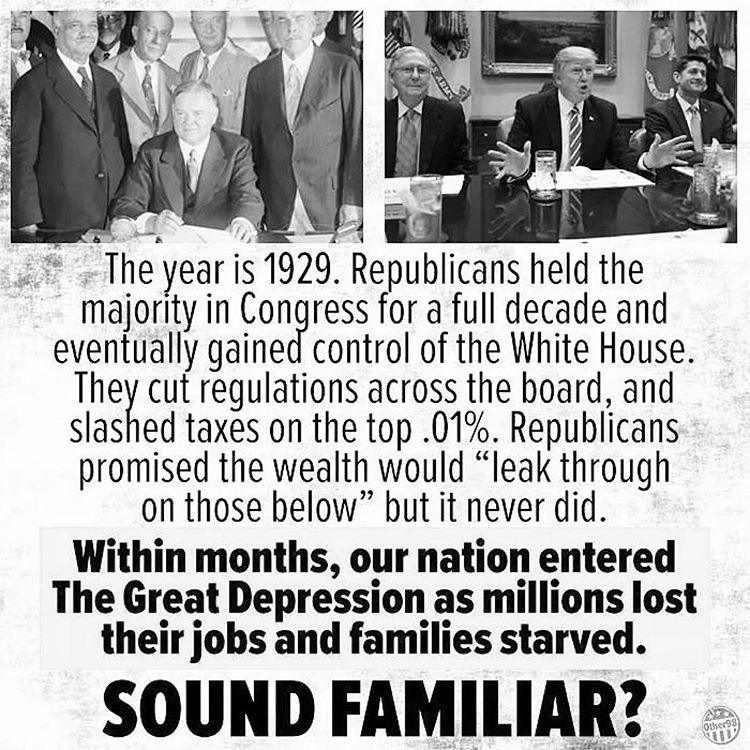 The year is 1929. Republicans held the
majority in Congress for a full decade and
eventually gained control of the White House.
They cut regulations across the board, and
slashed taxes on the top .01%. Republicans
promised the wealth would “leak through
on those below” but it never did.
Within months, our nation entered
The Great Depression as millions lost
their jobs and families starved.
SOUND FAMILIAR?
Other98